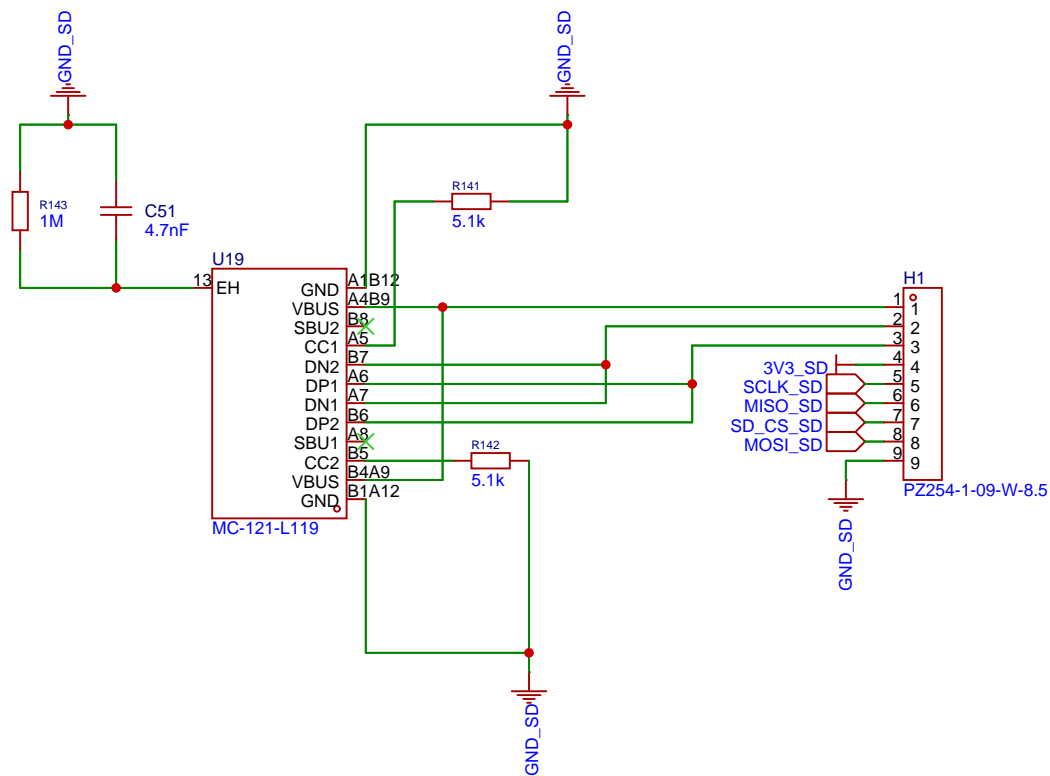 GND_SD
GND_SD
R143
1M
C51
4.7nF
R141
5.1k
U19
13
EH
GND
A1B12
VBUS
A4B9
SBU2
B8
CC1
A5
DN2
B7
DP1
A6
DN1
A7
DP2
B6
SBU1
A8
CC2
B5
VBUS
B4A9
GND
B1A12
MC-121-L119
R142
5.1k
GND_SD
H1
1
1
2
2
3
3
3V3_SD
4
4
SCLK_SD
5
5
MISO_SD
6
6
SD_CS_SD
7
7
MOSI_SD
8
8
9
9
PZ254-1-09-W-8.5
GND_SD